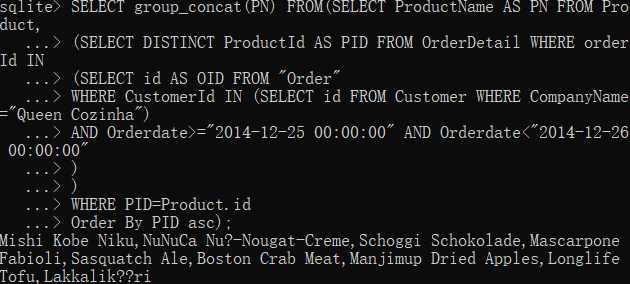 sqlite> SELECT group_concat(PN) FROM(SELECT ProductName AS PN FROM Pro
duct,
   ...> (SELECT DISTINCT ProductId AS PID FROM OrderDetail WHERE order
Id IN
   ...> (SELECT id AS OID FROM "Order"
   ...> WHERE CustomerId IN (SELECT id FROM Customer WHERE CompanyName
="Queen Cozinha")
   ...> AND Orderdate>="2014-12-25 00:00:00" AND Orderdate<"2014-12-26
 00:00:00"
   ...> )
   ...> )
   ...> WHERE PID=Product.id
   ...> Order By PID asc);
Mishi Kobe Niku,NuNuCa Nu?-Nougat-Creme,Schoggi Schokolade,Mascarpone
Fabioli,Sasquatch Ale,Boston Crab Meat,Manjimup Dried Apples,Longlife
Tofu,Lakkalik??ri